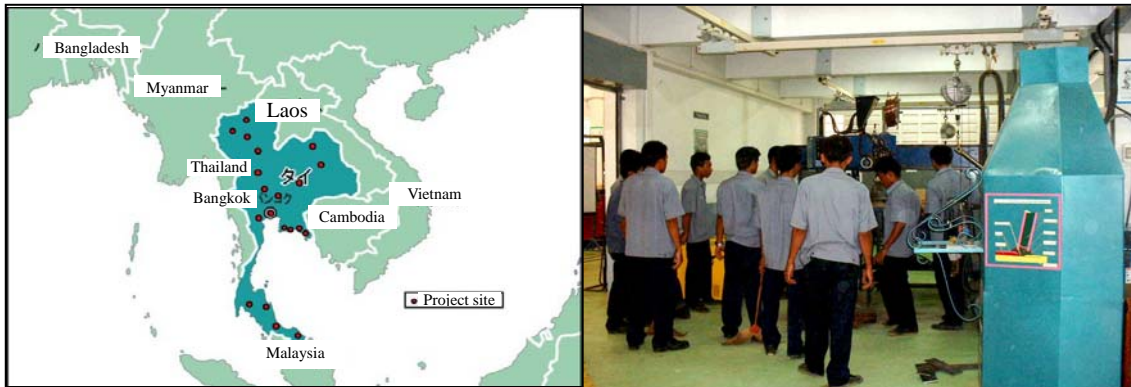 Bangladesh
Myanmar
Laos
Thailand
タイ
Bangkok
バンコク
Vietnam
Cambodia
Project site
Malaysia